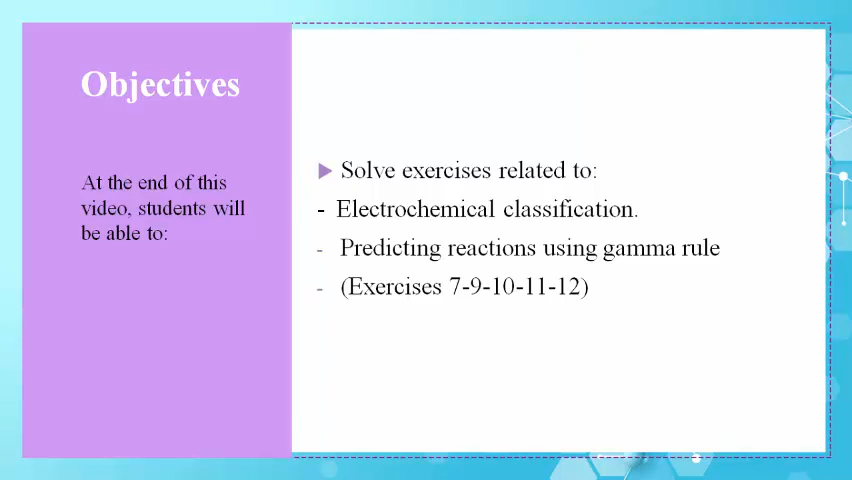 Objectives
At the end of this
video, students will
be able to:
Solve exercises related to:
- Electrochemical classification.
- Predicting reactions using gamma rule
- (Exercises 7-9-10-11-12)